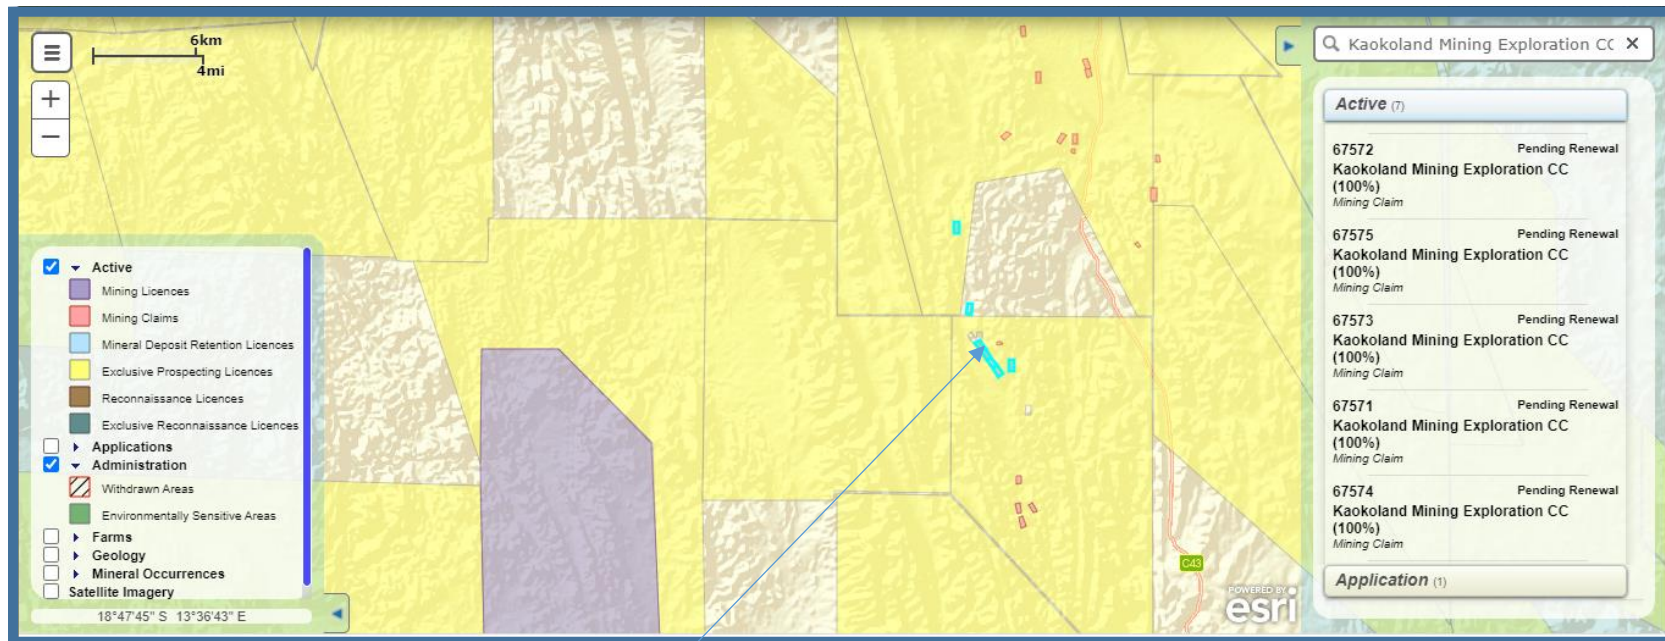 6km
4mi
Active
Mining Licences
Mining Claims
Mineral Deposit Retention Licences
Exclusive Prospecting Licences
Reconnaissance Licences
Exclusive Reconnaissance Licences
Applications
Administration
Withdrawn Areas
Environmentally Sensitive Areas
Farms
Geology
Mineral Occurrences
Satellite Imagery
18°47'45" S 13°36'43" E
C43
POWERED BY
esri
Kaokoland Mining Exploration CC
Active (7)
67572 Pending Renewal
Kaokoland Mining Exploration CC
(100%)
Mining Claim
67575 Pending Renewal
Kaokoland Mining Exploration CC
(100%)
Mining Claim
67573 Pending Renewal
Kaokoland Mining Exploration CC
(100%)
Mining Claim
67571 Pending Renewal
Kaokoland Mining Exploration CC
(100%)
Mining Claim
67574 Pending Renewal
Kaokoland Mining Exploration CC
(100%)
Mining Claim
Application (1)